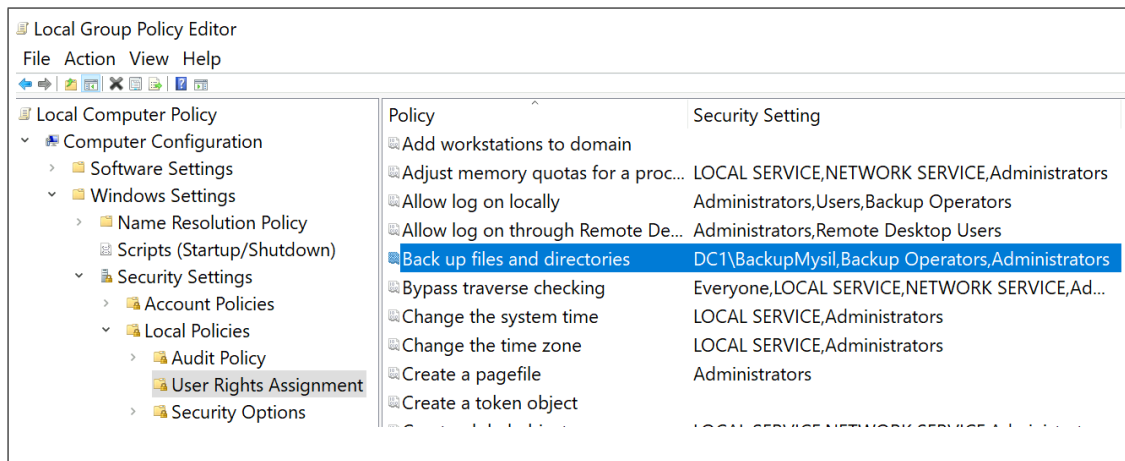 Local Group Policy Editor
File Action View Help
Local Computer Policy
Computer Configuration
Software Settings
Windows Settings
Name Resolution Policy
Scripts (Startup/Shutdown)
Security Settings
Account Policies
Local Policies
Audit Policy
User Rights Assignment
Security Options
Policy Security Setting
Add workstations to domain
Adjust memory quotas for a proc... LOCAL SERVICE,NETWORK SERVICE,Administrators
Allow log on locally Administrators,Users,Backup Operators
Allow log on through Remote De... Administrators,Remote Desktop Users
Back up files and directories DC1\BackupMysil,Backup Operators,Administrators
Bypass traverse checking Everyone,LOCAL SERVICE,NETWORK SERVICE,Ad...
Change the system time LOCAL SERVICE,Administrators
Change the time zone LOCAL SERVICE,Administrators
Create a pagefile Administrators
Create a token object